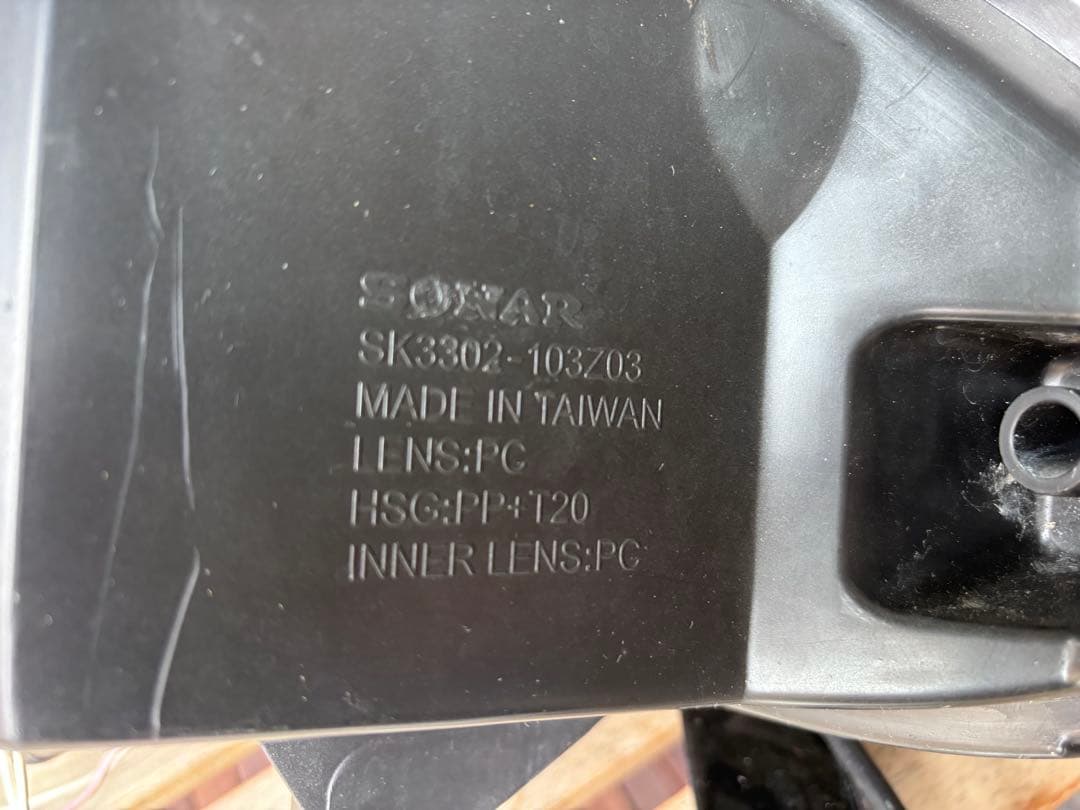 SONAR
SK3302-103Z03
MADE IN TAIWAN
LENS:PC
HSG:PP+T20
INNER LENS:PC